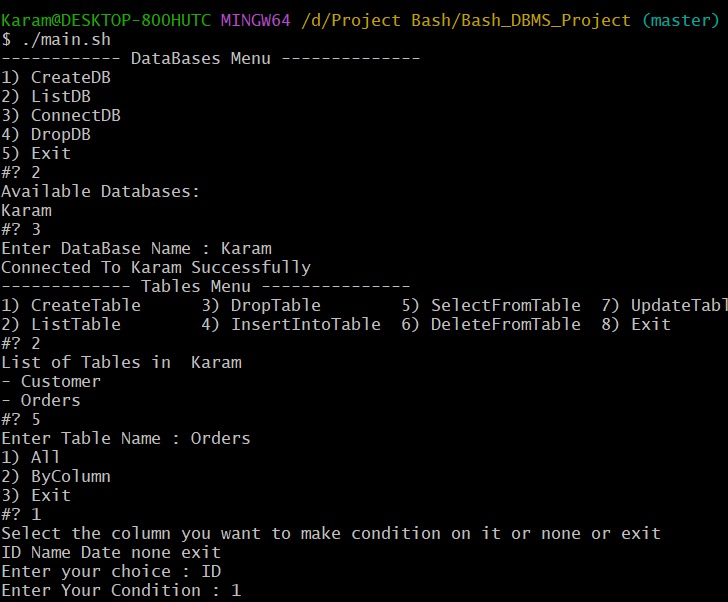 Karam@DESKTOP-8OOHUTC MINGW64 /d/Project Bash/Bash_DBMS_Project (master)
$ ./main.sh
------------ DataBases Menu --------------
1) CreateDB
2) ListDB
3) ConnectDB
4) DropDB
5) Exit
#? 2
Available Databases:
Karam
#? 3
Enter DataBase Name : Karam
Connected To Karam Successfully
------------- Tables Menu ---------------
1) CreateTable      3) DropTable        5) SelectFromTable  7) UpdateTabl
2) ListTable        4) InsertIntoTable  6) DeleteFromTable  8) Exit
#? 2
List of Tables in  Karam
- Customer
- Orders
#? 5
Enter Table Name : Orders
1) All
2) ByColumn
3) Exit
#? 1
Select the column you want to make condition on it or none or exit
ID Name Date none exit
Enter your choice : ID
Enter Your Condition : 1